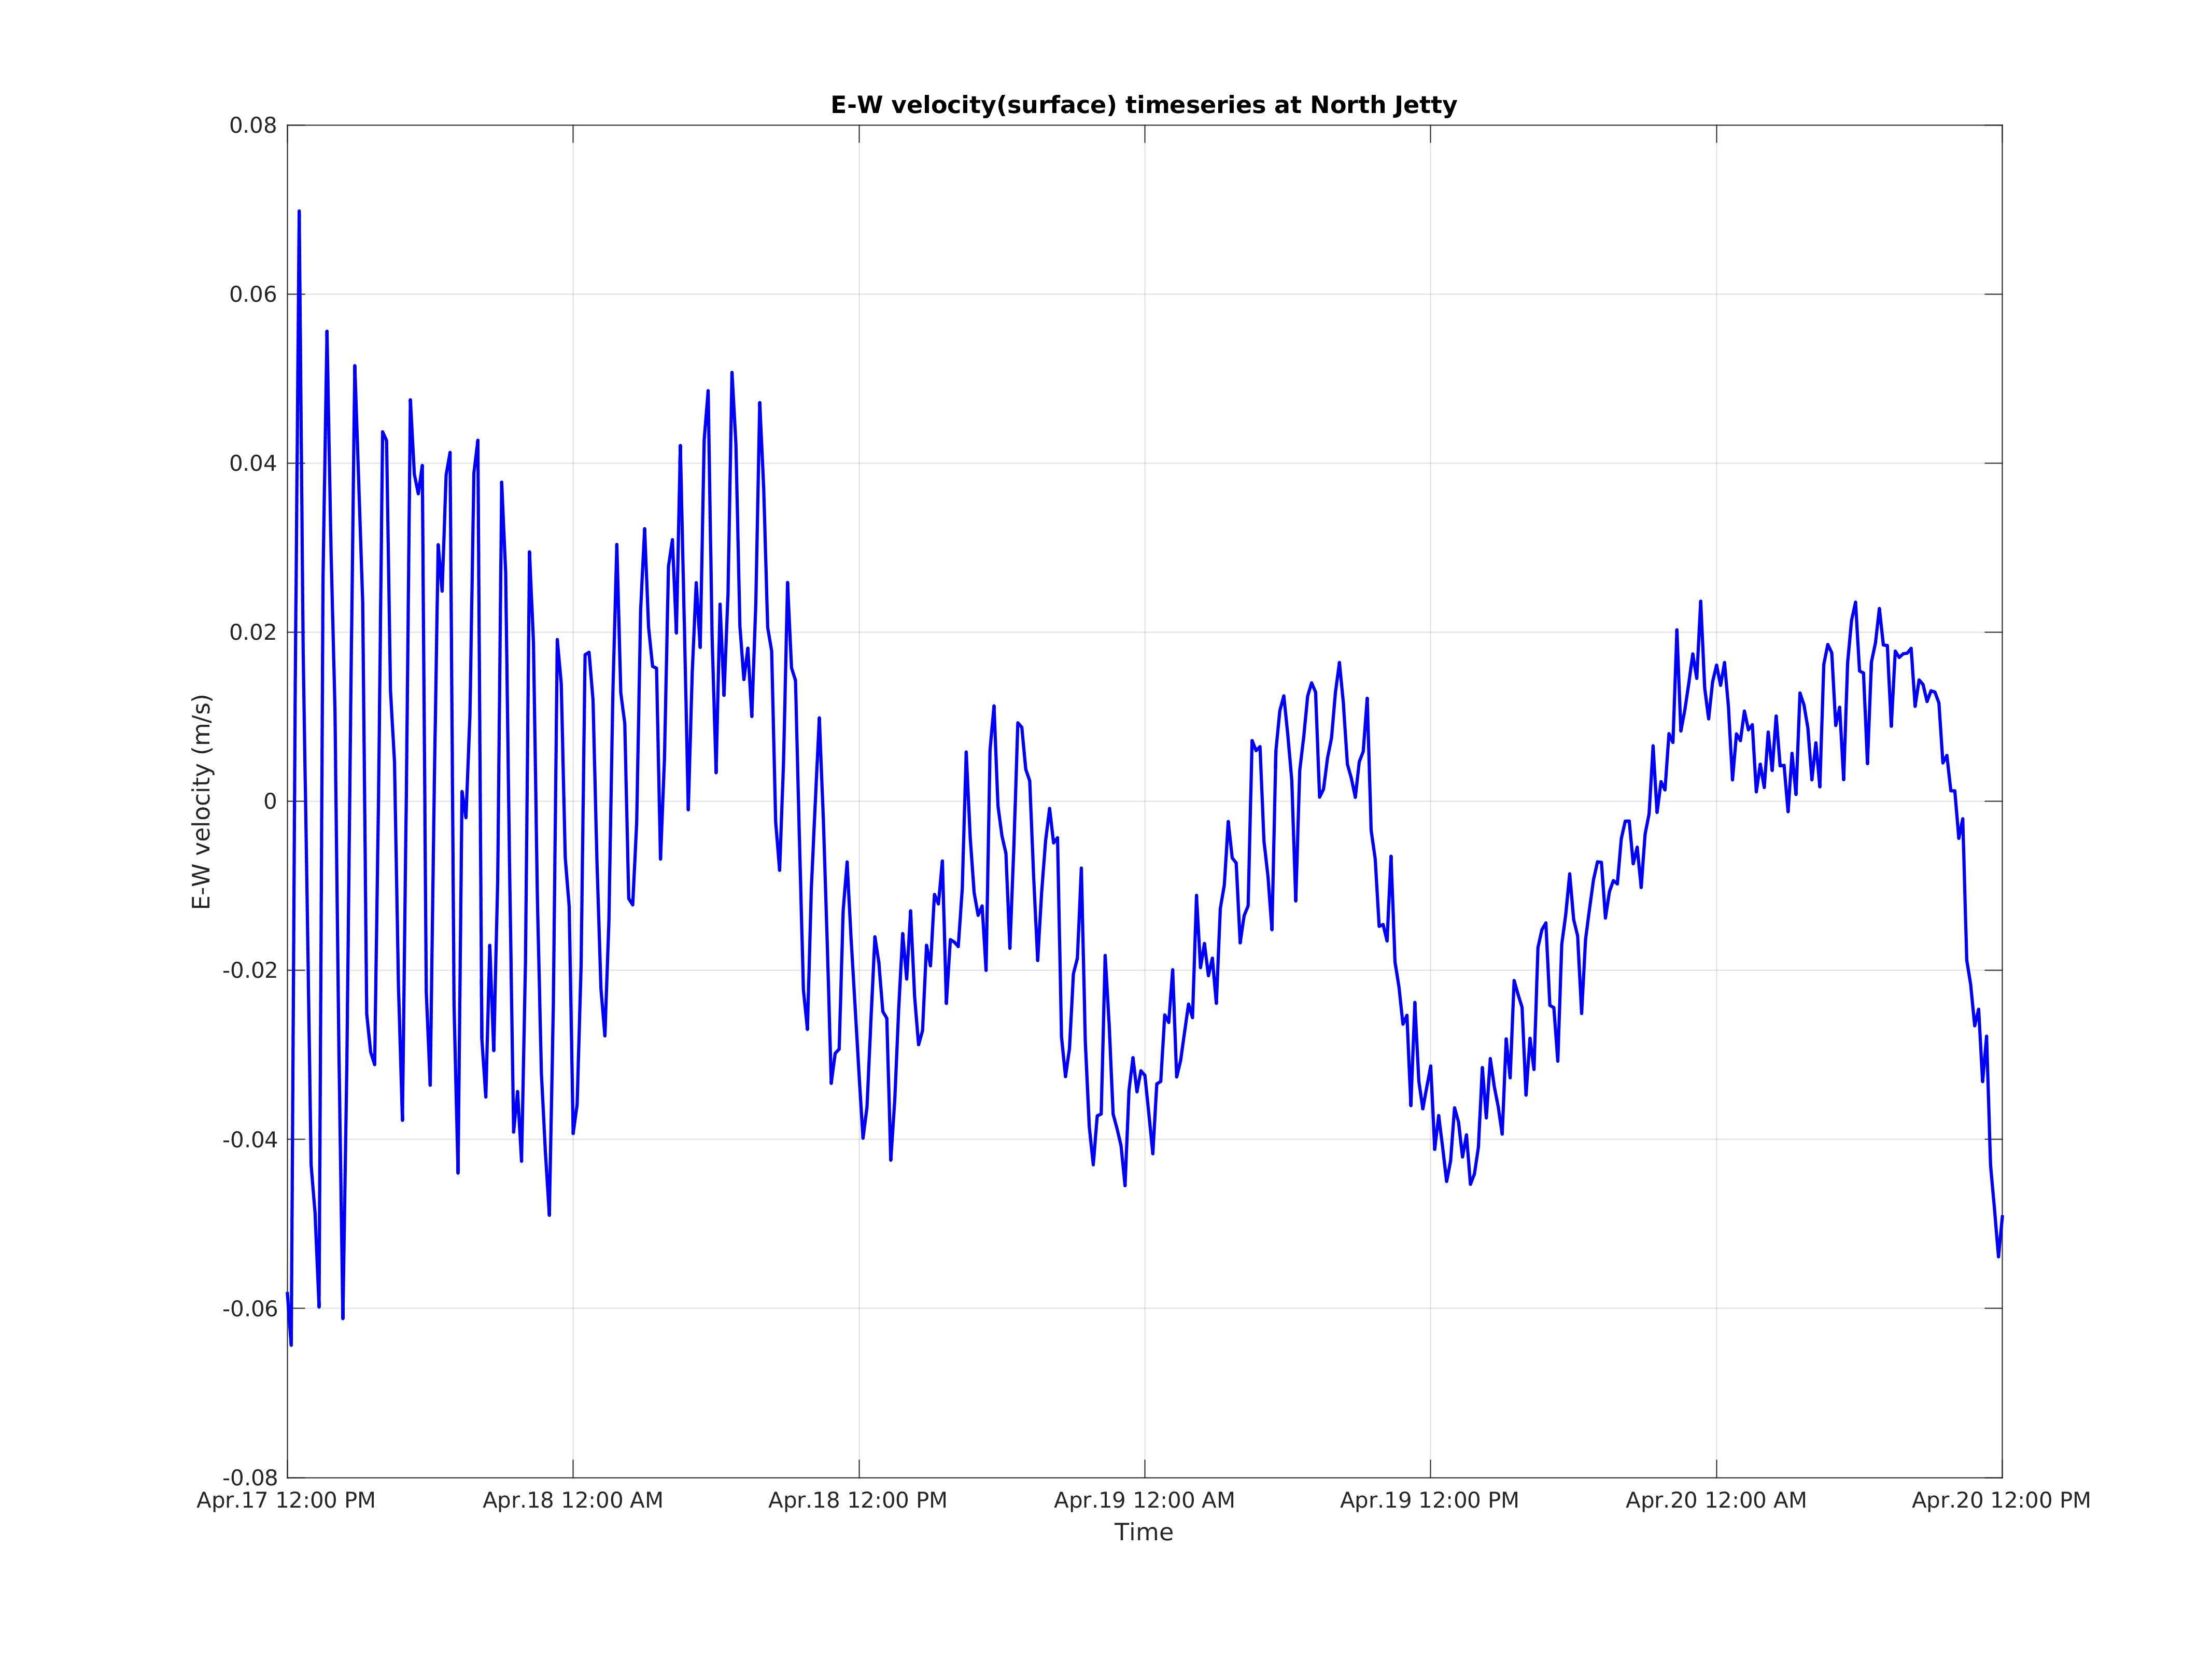 E-W velocity(surface) timeseries at North Jetty
0.08
0.06
0.04
0.02
0
-0.02
-0.04
-0.06
-0.08
E-W velocity (m/s)
Apr.17 12:00 PM Apr.18 12:00 AM Apr.18 12:00 PM Apr.19 12:00 AM Apr.19 12:00 PM Apr.20 12:00 AM Apr.20 12:00 PM
Time